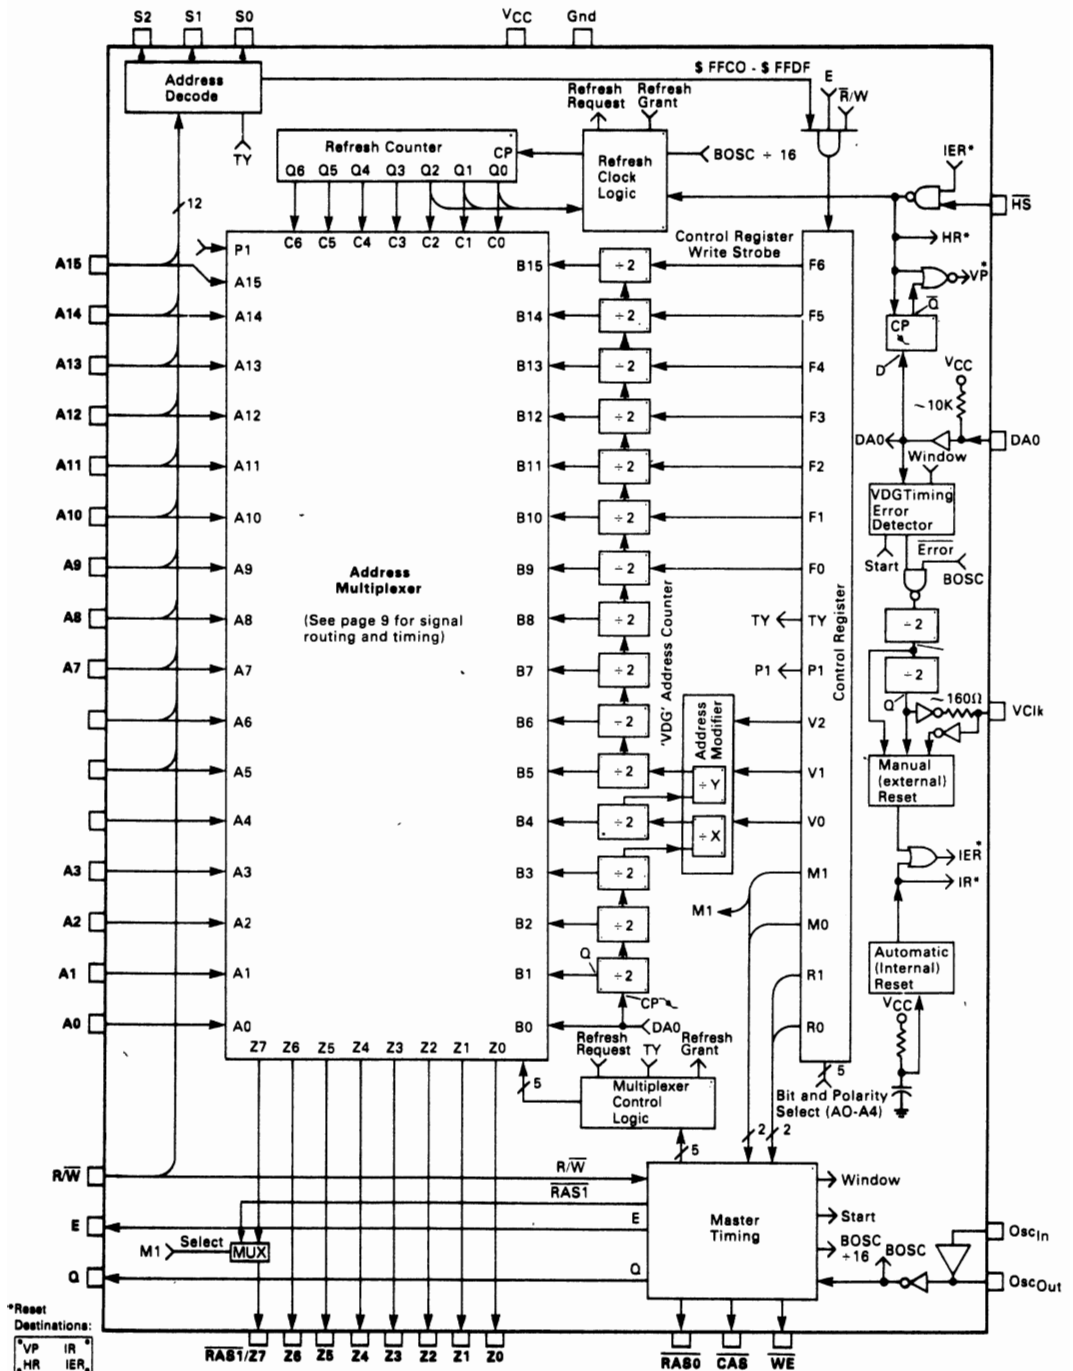 S2 S1 S0 VCC Gnd
Address
Decode
TY
12
$ FFCO - $ FFDF
E
R̅/W
Refresh
Request
Refresh
Grant
Refresh Counter
CP
Q6 Q5 Q4 Q3 Q2 Q1 Q0
Refresh
Clock
Logic
BOSC ÷ 16
IER*
H̅S̅
HR*
VP*
Q̅
CP
D
VCC
~10K
DA0
DA0
Window
C6 C5 C4 C3 C2 C1 C0
Control Register
Write Strobe
P1
A15 A15 B15 ÷ 2 F6
A14 A14 B14 ÷ 2 F5
A13 A13 B13 ÷ 2 F4
A12 A12 B12 ÷ 2 F3
A11 A11 B11 ÷ 2 F2
A10 A10 B10 ÷ 2 F1
A9 A9 B9 ÷ 2 F0
A8 A8 B8 ÷ 2 TY TY
A7 A7 B7 ÷ 2 P1 P1
A6 B6 ÷ 2 V2
A5 B5 ÷ 2 ÷ Y V1
A4 B4 ÷ 2 ÷ X V0
A3 A3 B3 ÷ 2 M1
M1
A2 A2 B2 ÷ 2 M0
A1 A1 B1 Q ÷ 2 R1
CP
A0 A0 B0 DA0 R0
Address
Multiplexer
(See page 9 for signal
routing and timing)
'VDG' Address Counter
Address
Modifier
Control Register
VDG Timing
Error
Detector
Start
E̅r̅r̅o̅r̅
BOSC
÷ 2
÷ 2
Q
~160Ω
VClk
Manual
(external)
Reset
IER*
IR*
Automatic
(Internal)
Reset
VCC
Z7 Z6 Z5 Z4 Z3 Z2 Z1 Z0
Refresh
Request
TY
Refresh
Grant
5
Multiplexer
Control
Logic
5
5
Bit and Polarity
Select (AO-A4)
2 2
R/W̅
R/W̅
R̅A̅S̅1̅
E
E
M1
Select
MUX
Q
Q
Master
Timing
Window
Start
BOSC
÷16
BOSC
OscIn
OscOut
*Reset
Destinations:
*VP IR*
*HR IER*
R̅A̅S̅1̅/Z7 Z6 Z5 Z4 Z3 Z2 Z1 Z0 R̅A̅S̅0̅ C̅A̅S̅ W̅E̅